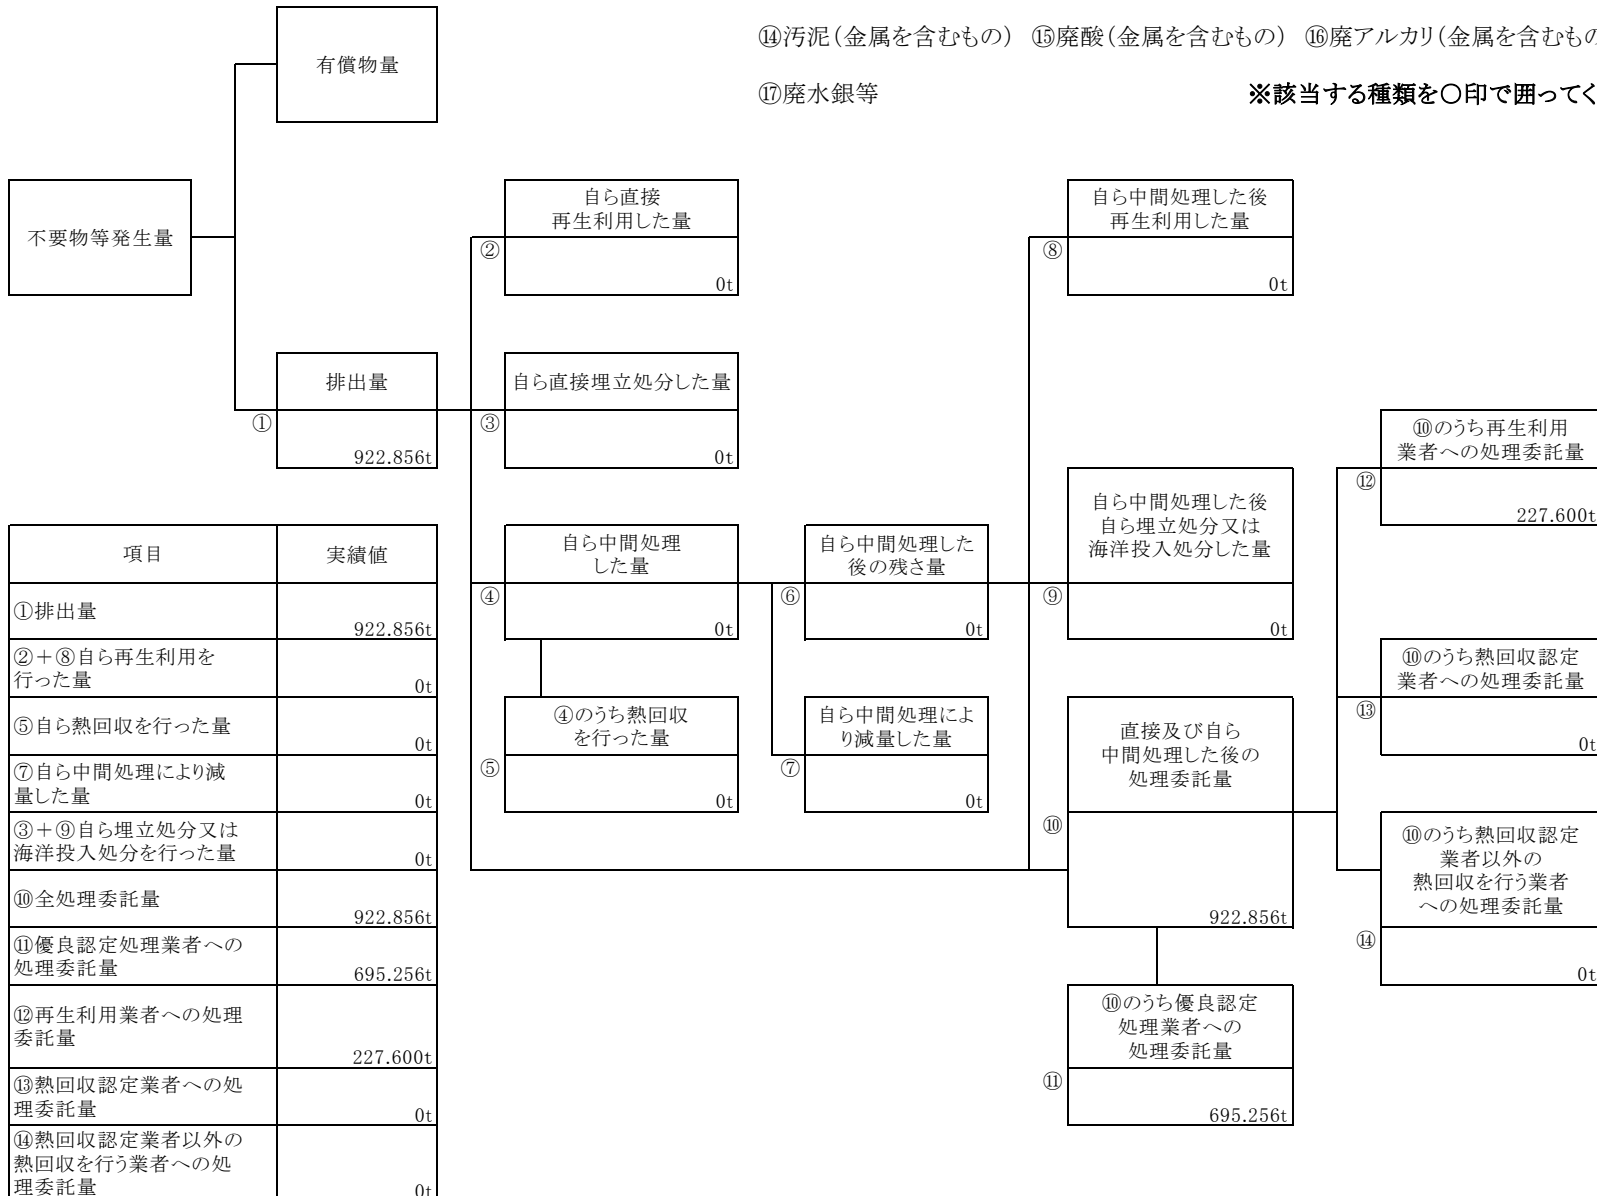 ⑭汚泥（金属を含むもの） ⑮廃酸（金属を含むもの） ⑯廃アルカリ（金属を含むもの
⑰廃水銀等 ※該当する種類を〇印で囲ってく
有償物量
不要物等発生量
自ら直接
再生利用した量
②
0t
自ら中間処理した後
再生利用した量
⑧
0t
排出量
①
922.856t
自ら直接埋立処分した量
③
0t
⑩のうち再生利用
業者への処理委託量
⑫
227.600t
自ら中間処理
した量
④
0t
自ら中間処理した
後の残さ量
⑥
0t
自ら中間処理した後
自ら埋立処分又は
海洋投入処分した量
⑨
0t
⑩のうち熱回収認定
業者への処理委託量
⑬
0t
④のうち熱回収
を行った量
⑤
0t
自ら中間処理によ
り減量した量
⑦
0t
直接及び自ら
中間処理した後の
処理委託量
⑩
922.856t
⑩のうち熱回収認定
業者以外の
熱回収を行う業者
への処理委託量
⑭
0t
⑩のうち優良認定
処理業者への
処理委託量
⑪
695.256t
項目 実績値
①排出量
922.856t
②＋⑧自ら再生利用を
行った量
0t
⑤自ら熱回収を行った量
0t
⑦自ら中間処理により減
量した量
0t
③＋⑨自ら埋立処分又は
海洋投入処分を行った量
0t
⑩全処理委託量
922.856t
⑪優良認定処理業者への
処理委託量
695.256t
⑫再生利用業者への処理
委託量
227.600t
⑬熱回収認定業者への処
理委託量
0t
⑭熱回収認定業者以外の
熱回収を行う業者への処
理委託量
0t